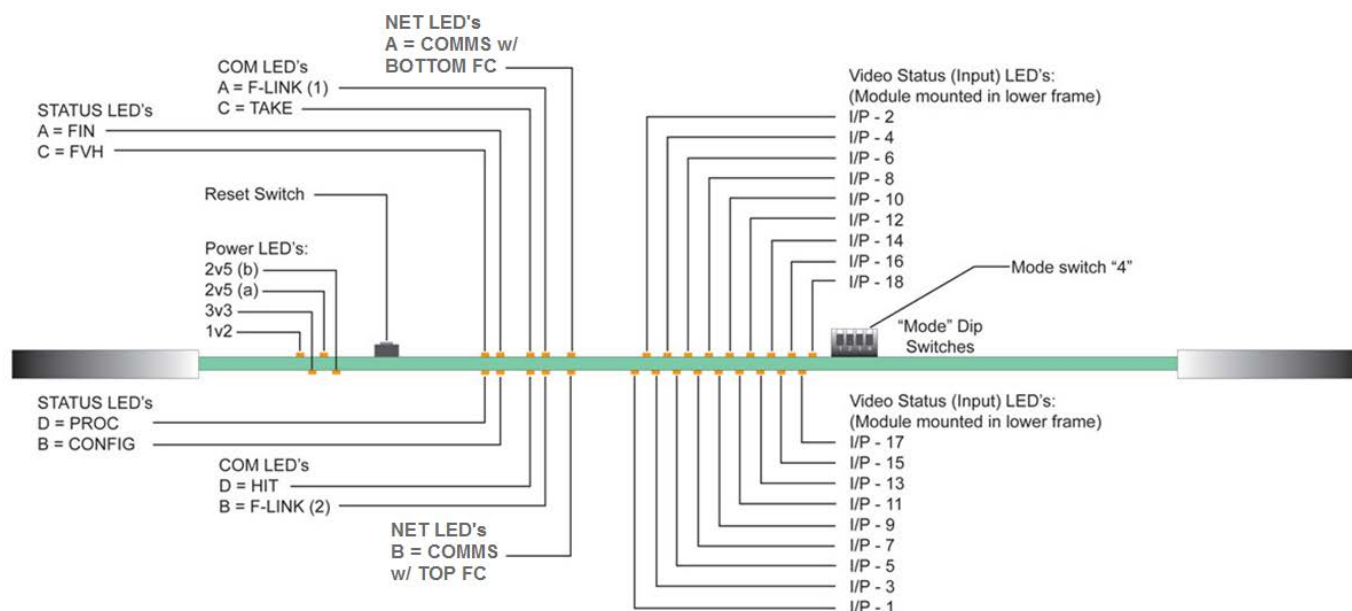 NET LED's
A = COMMS w/
BOTTOM FC
COM LED's
A = F-LINK (1)
C = TAKE
STATUS LED's
A = FIN
C = FVH
Reset Switch
Power LED's:
2v5 (b)
2v5 (a)
3v3
1v2
Video Status (Input) LED's:
(Module mounted in lower frame)
I/P - 2
I/P - 4
I/P - 6
I/P - 8
I/P - 10
I/P - 12
I/P - 14
I/P - 16
I/P - 18
Mode switch “4”
“Mode” Dip
Switches
1 2 3 4
STATUS LED's
D = PROC
B = CONFIG
COM LED's
D = HIT
B = F-LINK (2)
NET LED's
B = COMMS
w/ TOP FC
Video Status (Input) LED's:
(Module mounted in lower frame)
I/P - 17
I/P - 15
I/P - 13
I/P - 11
I/P - 9
I/P - 7
I/P - 5
I/P - 3
I/P - 1